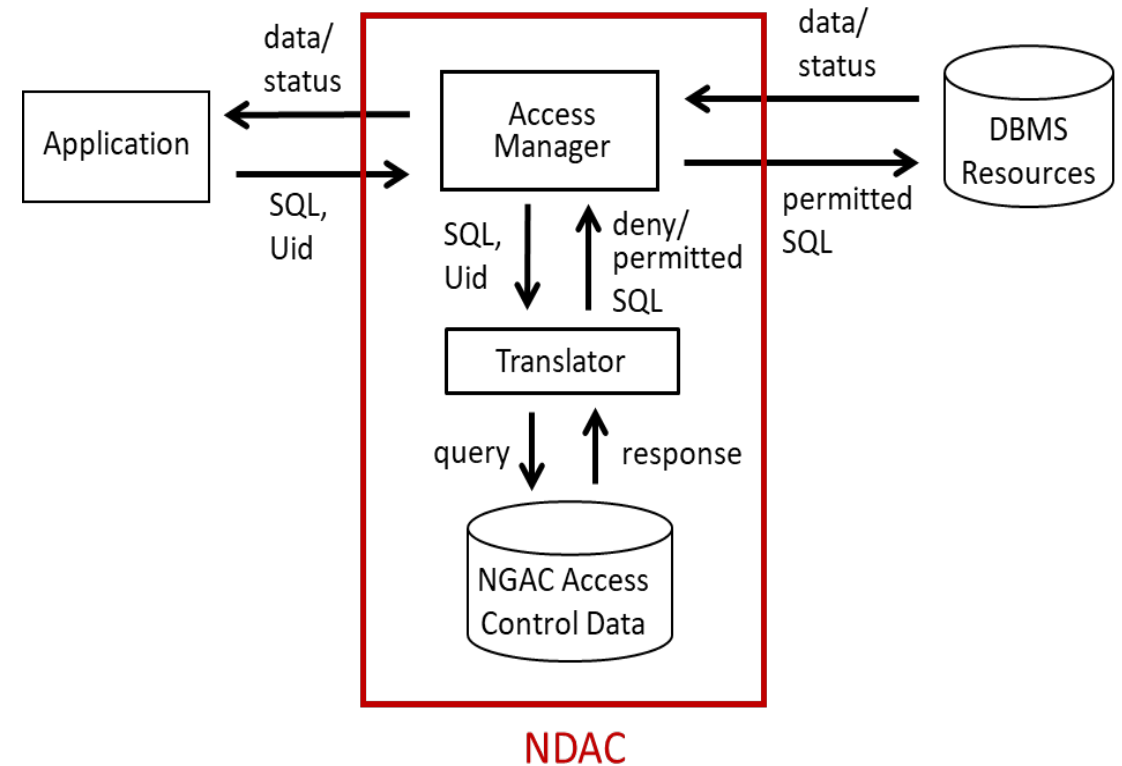 data/
status
Application
SQL,
Uid
Access
Manager
data/
status
DBMS
Resources
permitted
SQL
SQL,
Uid
deny/
permitted
SQL
Translator
query
response
NGAC Access
Control Data
NDAC